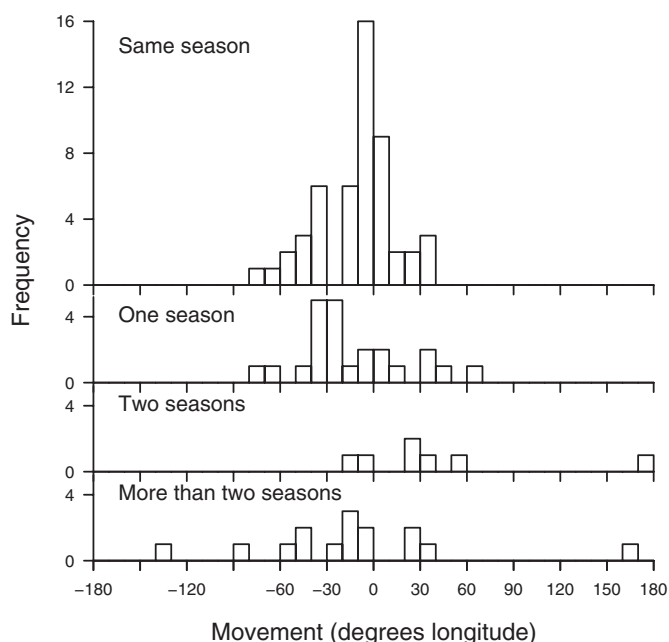 16
12
8
4
0
Same season
4
0
One season
4
0
Two seasons
4
0
More than two seasons
Frequency
−180 −120 −60 −30 0 30 60 90 120 150 180
Movement (degrees longitude)